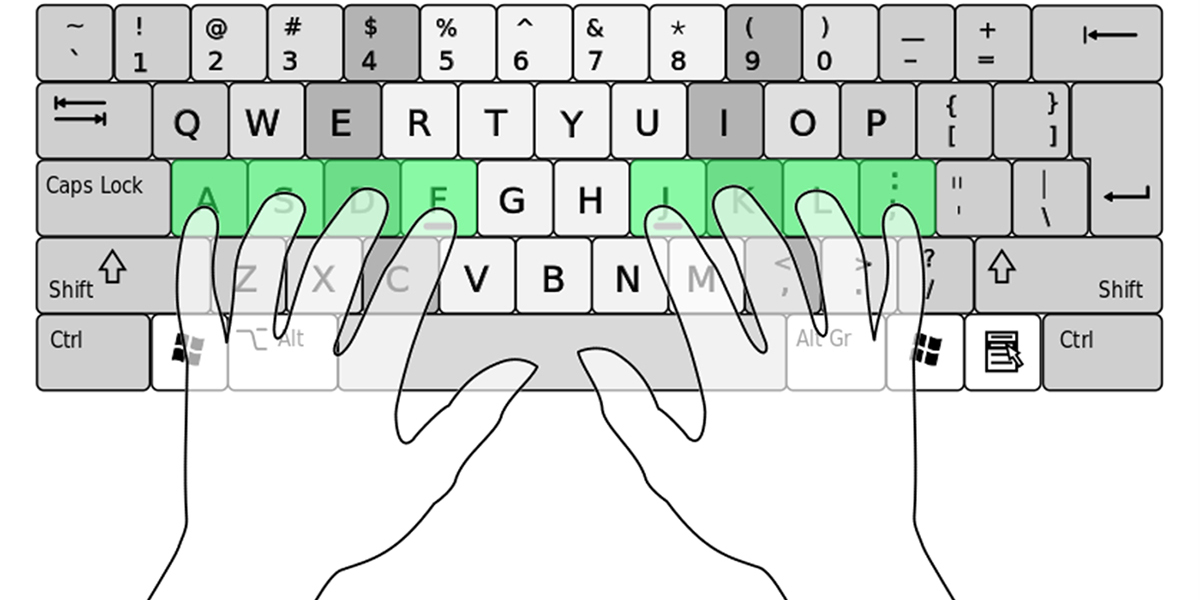 ~ ! @ # $ % ^ & * ( ) _ +
` 1 2 3 4 5 6 7 8 9 0 - =
Q W E R T Y U I O P { }
[ ]
Caps Lock A S D F G H J K L : " |
; ' \
Shift Z X C V B N M < > ? Shift
, . /
Ctrl Alt Alt Gr Ctrl